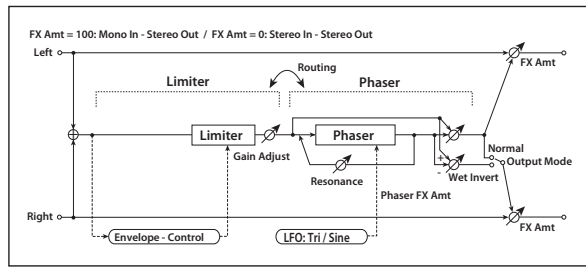 FX Amt = 100: Mono In - Stereo Out / FX Amt = 0: Stereo In - Stereo Out
Left
FX Amt
Routing
Limiter
Phaser
Limiter
Phaser
Gain Adjust
Normal
Output Mode
+
-
Wet Invert
Resonance
Phaser FX Amt
Right
FX Amt
Envelope - Control
LFO: Tri / Sine